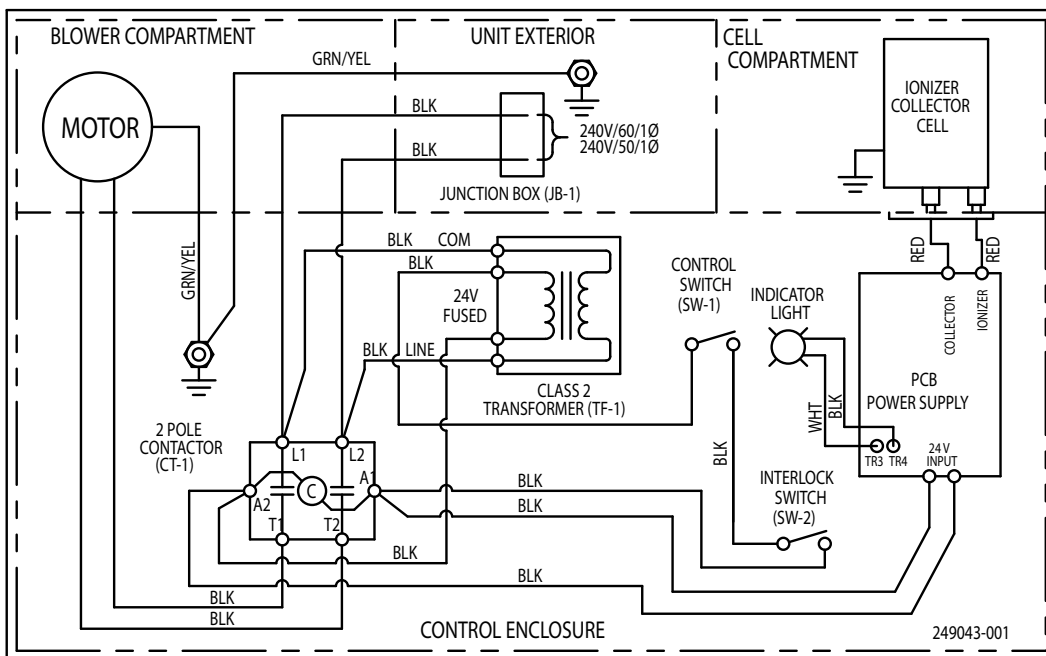 BLOWER COMPARTMENT
UNIT EXTERIOR
CELL
COMPARTMENT
GRN/YEL
IONIZER
COLLECTOR
CELL
MOTOR
BLK
240V/60/1Ø
240V/50/1Ø
BLK
JUNCTION BOX (JB-1)
GRN/YEL
BLK
COM
BLK
24V
FUSED
BLK
LINE
CLASS 2
TRANSFORMER (TF-1)
CONTROL
SWITCH
(SW-1)
INDICATOR
LIGHT
RED
RED
COLLECTOR
IONIZER
PCB
POWER SUPPLY
WHT
BLK
TR3
TR4
24 V
INPUT
2 POLE
CONTACTOR
(CT-1)
L1
L2
A2
C
A1
T1
T2
BLK
INTERLOCK
SWITCH
(SW-2)
BLK
BLK
BLK
BLK
BLK
BLK
CONTROL ENCLOSURE
249043-001